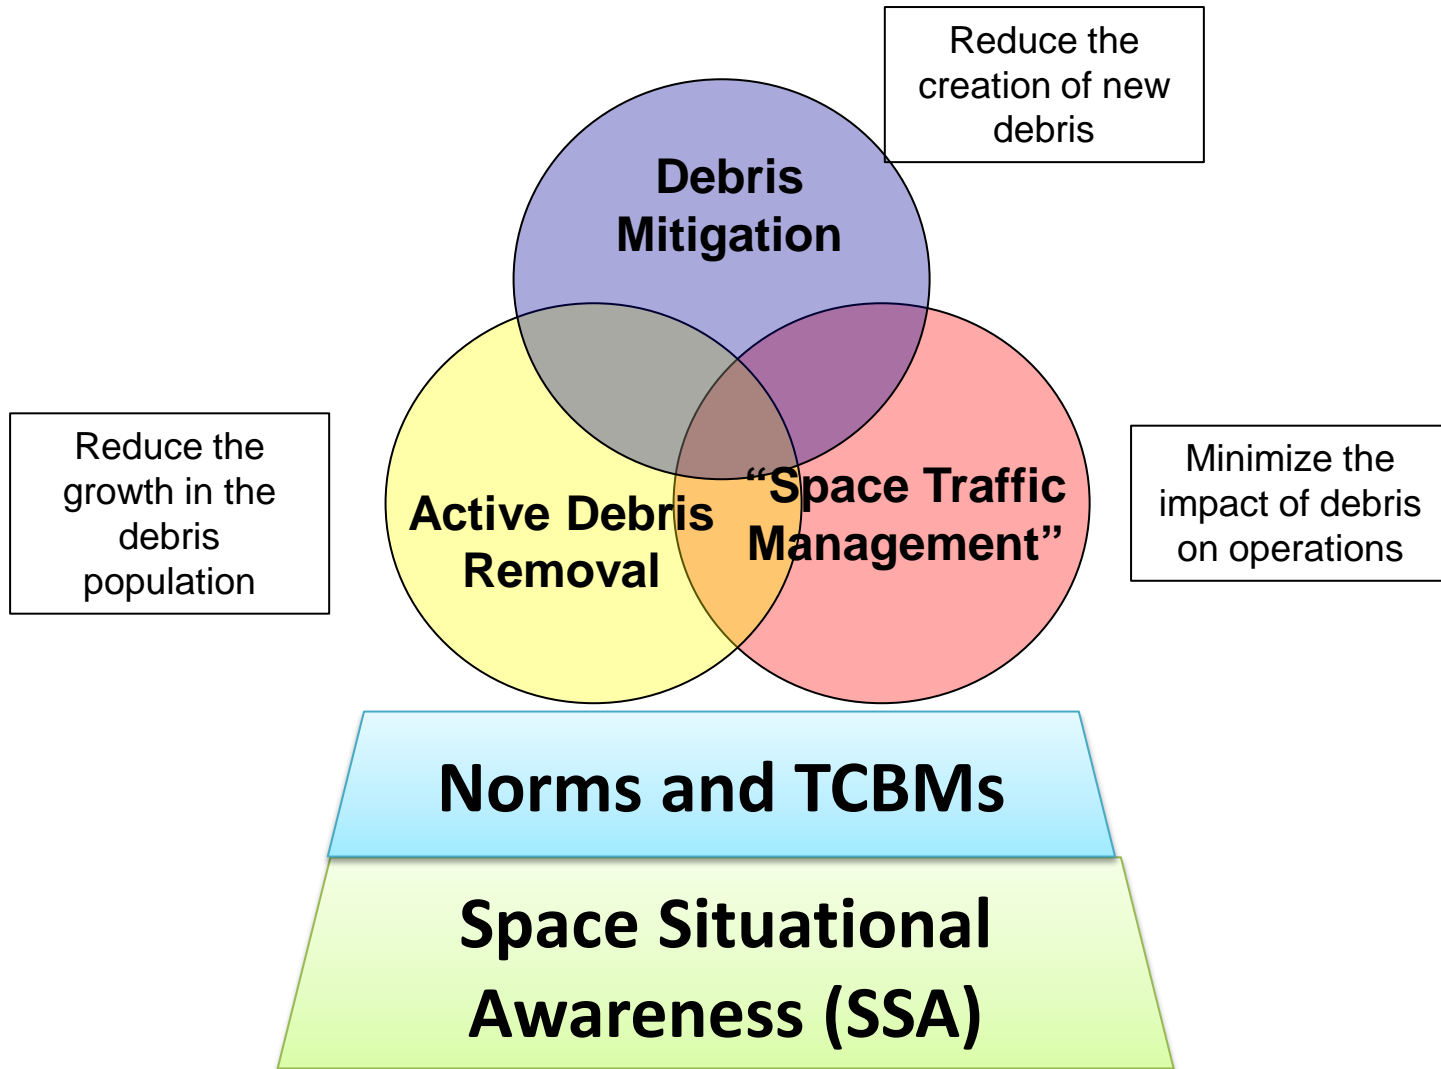 Reduce the
creation of new
debris
Debris
Mitigation
Reduce the
growth in the
debris
population
Active Debris
Removal
“Space Traffic
Management”
Minimize the
impact of debris
on operations
Norms and TCBMs
Space Situational
Awareness (SSA)